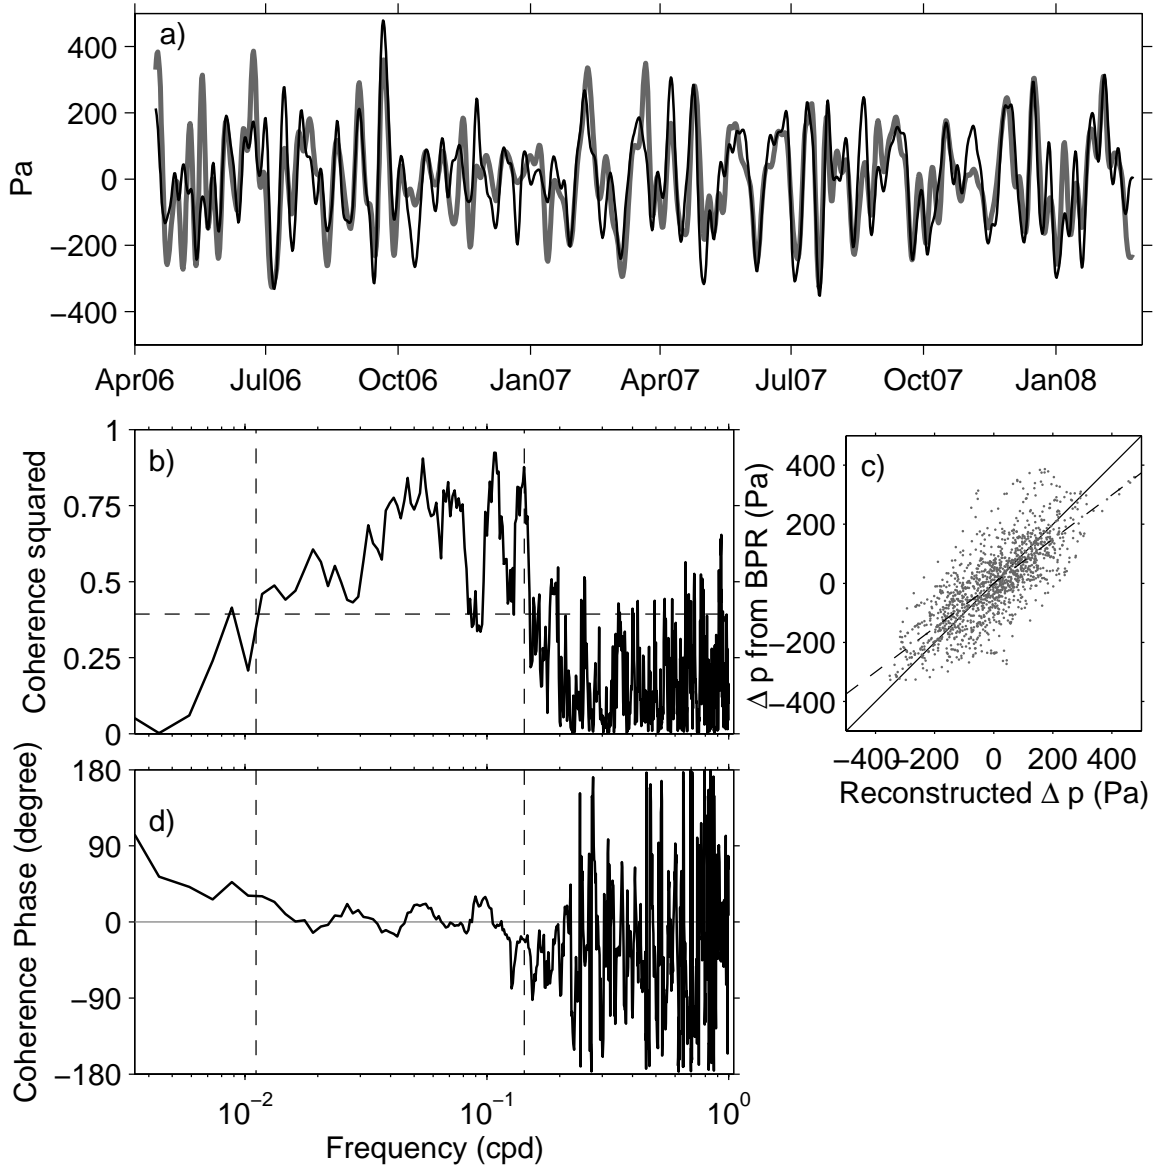 a)
Pa
400
200
0
−200
−400
Apr06 Jul06 Oct06 Jan07 Apr07 Jul07 Oct07 Jan08
b)
Coherence squared
1
0.75
0.5
0.25
0
c)
Δ p from BPR (Pa)
400
200
0
−200
−400
−400 −200 0 200 400
Reconstructed Δ p (Pa)
d)
Coherence Phase (degree)
180
90
0
−90
−180
10−2 10−1 100
Frequency (cpd)